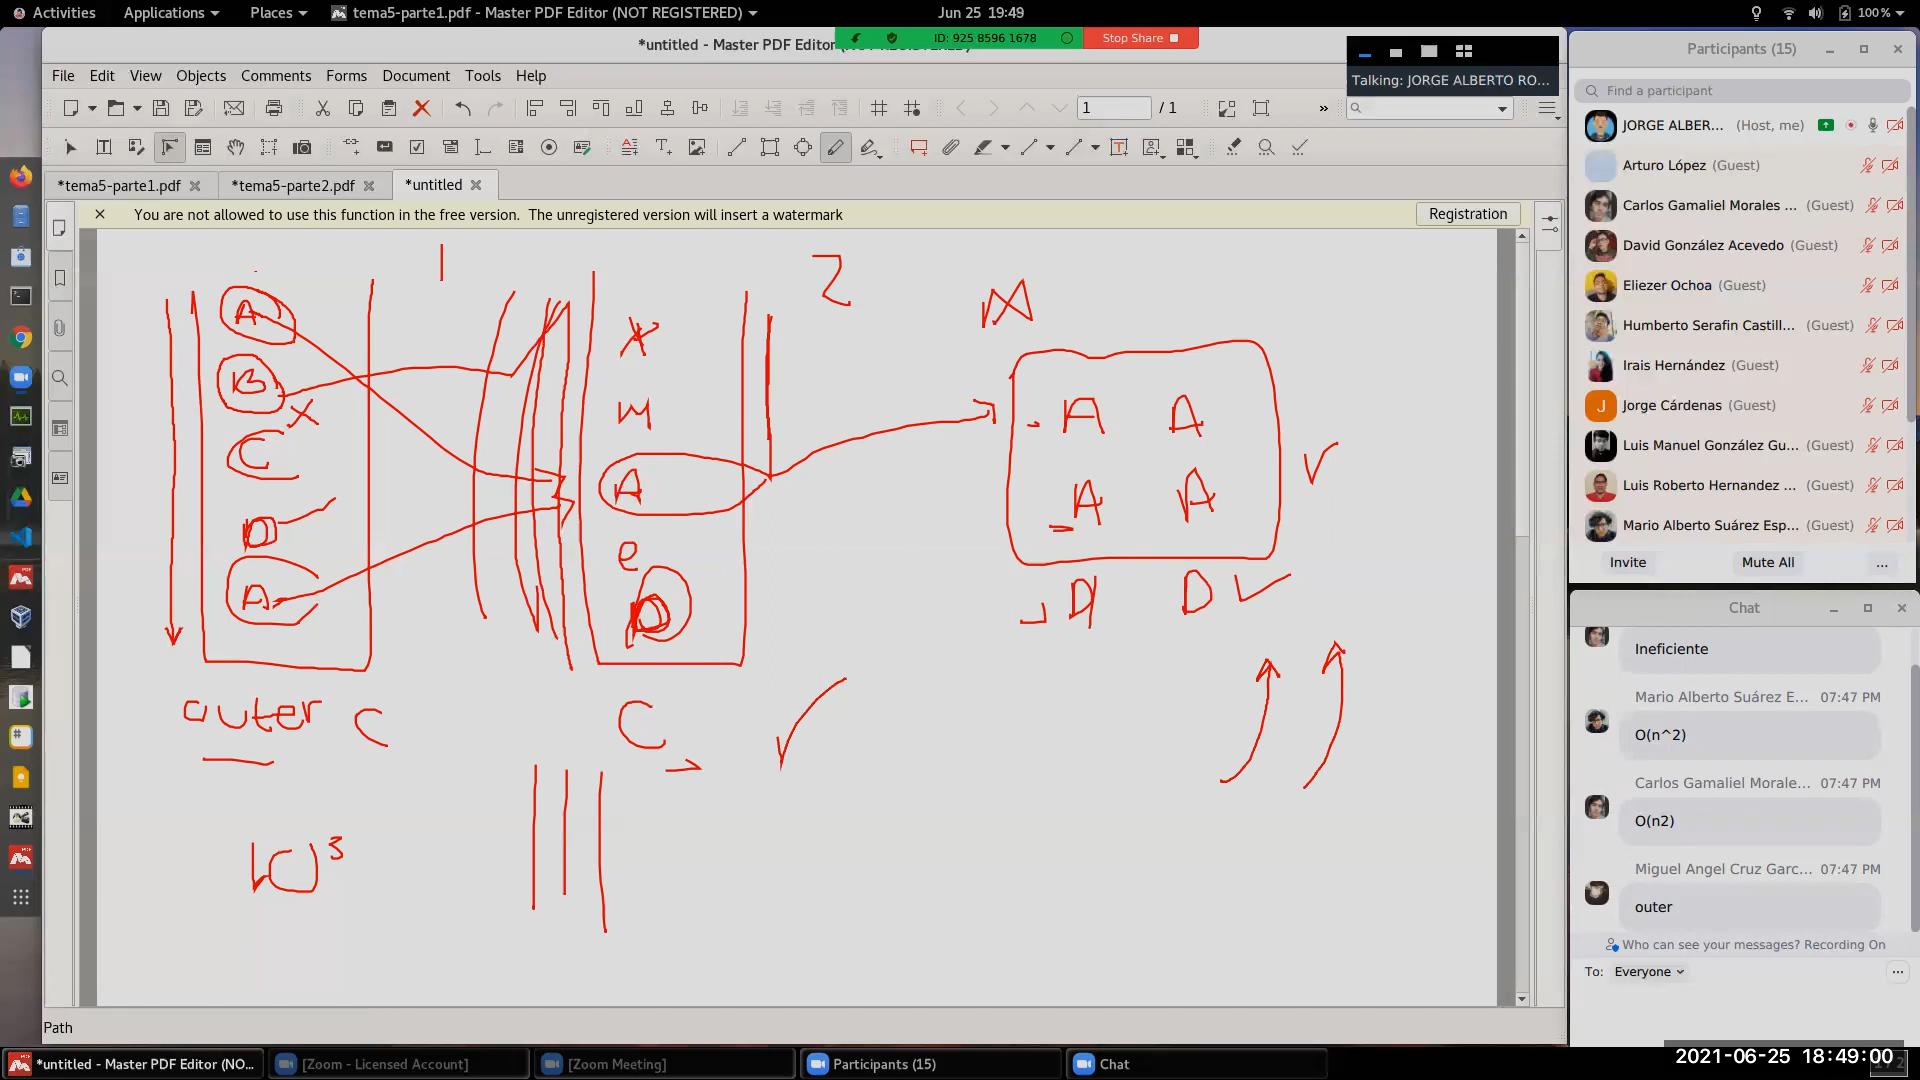 Activities Applications Places tema5-parte1.pdf - Master PDF Editor (NOT REGISTERED) Jun 25 19:49 100%
*untitled - Master PDF Editor
ID: 925 8596 1678 Stop Share
Talking: JORGE ALBERTO RO...
File Edit View Objects Comments Forms Document Tools Help
1 / 1
*tema5-parte1.pdf *tema5-parte2.pdf *untitled
You are not allowed to use this function in the free version. The unregistered version will insert a watermark Registration
1 2
A
B
C
D
A
X
M
A
e
D
A A
A A
D D
outer C
C
10³
Path
Participants (15)
Find a participant
JORGE ALBER... (Host, me)
Arturo López (Guest)
Carlos Gamaliel Morales ... (Guest)
David González Acevedo (Guest)
Eliezer Ochoa (Guest)
Humberto Serafin Castill... (Guest)
Irais Hernández (Guest)
J Jorge Cárdenas (Guest)
Luis Manuel González Gu... (Guest)
Luis Roberto Hernandez ... (Guest)
Mario Alberto Suárez Esp... (Guest)
Invite Mute All ...
Chat
Ineficiente
Mario Alberto Suárez E... 07:47 PM
O(n^2)
Carlos Gamaliel Morale... 07:47 PM
O(n2)
Miguel Angel Cruz Garc... 07:47 PM
outer
Who can see your messages? Recording On
To: Everyone
*untitled - Master PDF Editor (NO... [Zoom - Licensed Account] [Zoom Meeting] Participants (15) Chat
2021-06-25 18:49:00